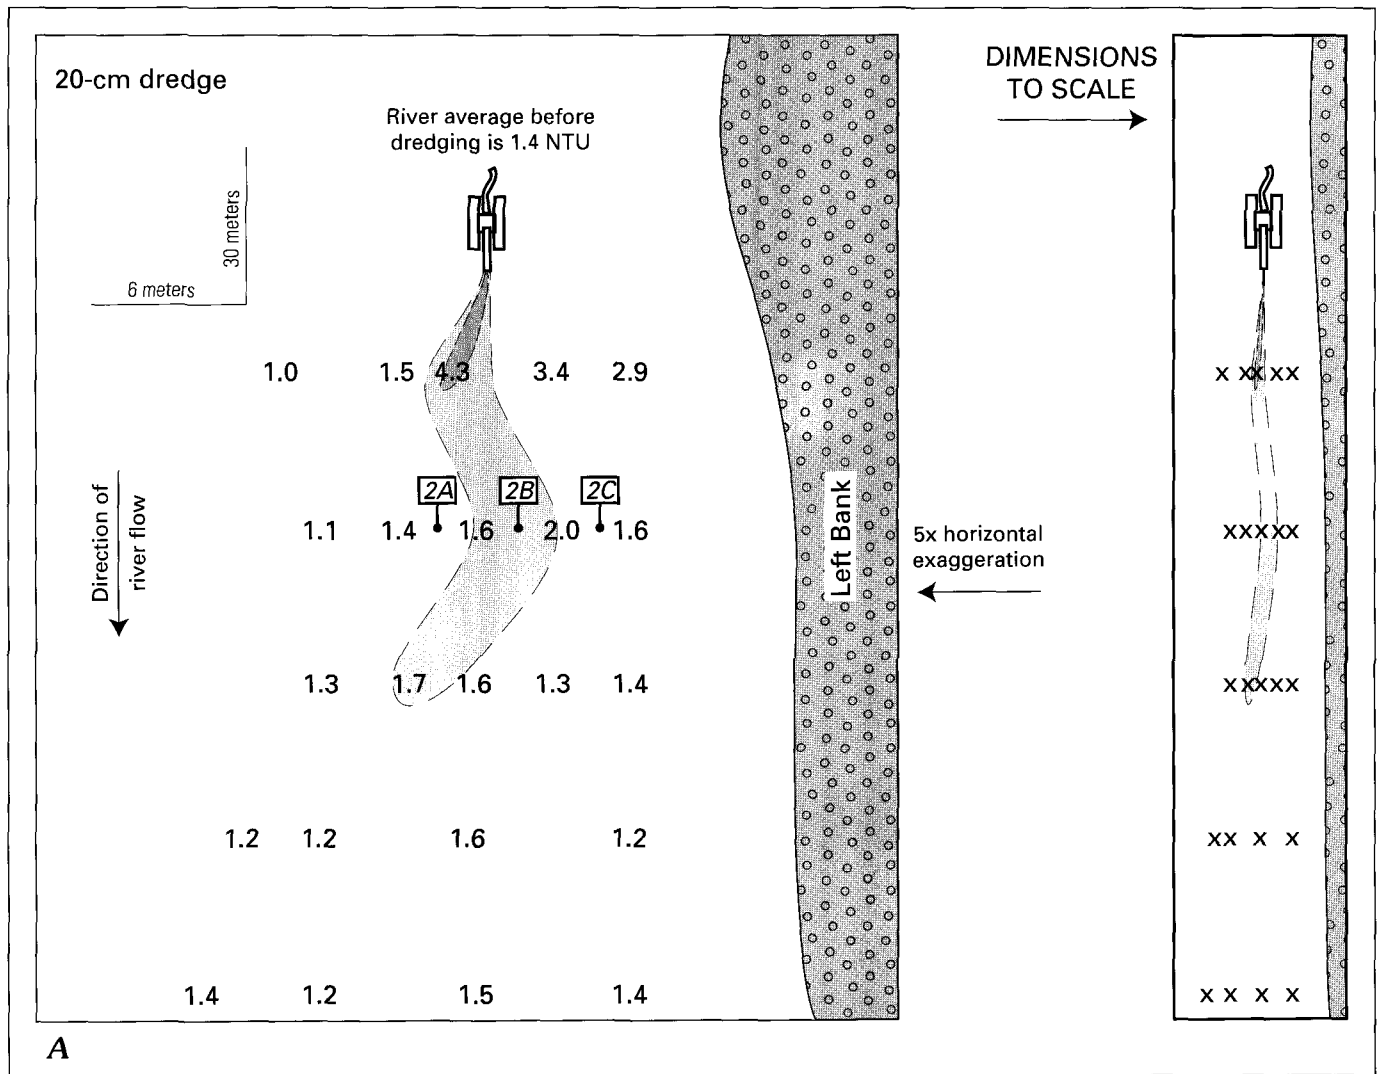 20-cm dredge
River average before
dredging is 1.4 NTU
30 meters
6 meters
1.0 1.5 4.3 3.4 2.9
2A 2B 2C
1.1 1.4 1.6 2.0 1.6
Direction of
river flow
1.3 1.7 1.6 1.3 1.4
1.2 1.2 1.6 1.2
1.4 1.2 1.5 1.4
Left Bank
A
DIMENSIONS
TO SCALE
5x horizontal
exaggeration
x x x x x
x x x x x
x x x x x
x x x x
x x x x